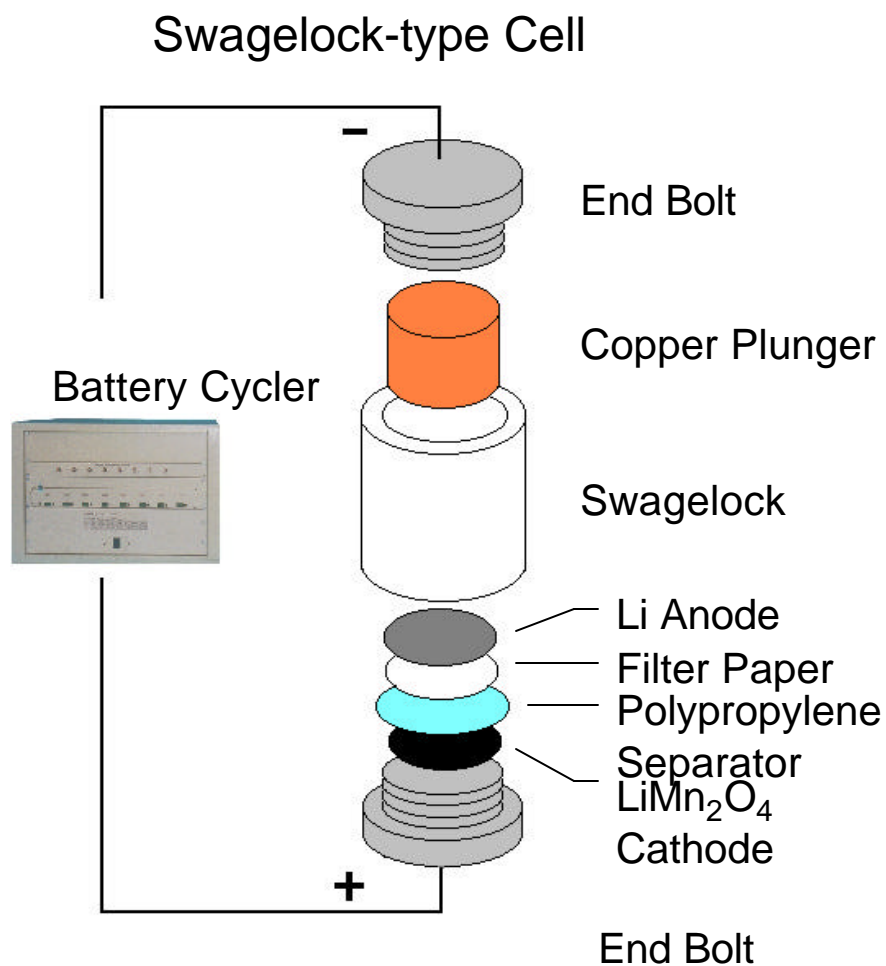 Swagelock-type Cell
−
End Bolt
Copper Plunger
Battery Cycler
Swagelock
Li Anode
Filter Paper
Polypropylene
Separator
LiMn₂O₄
Cathode
+
End Bolt